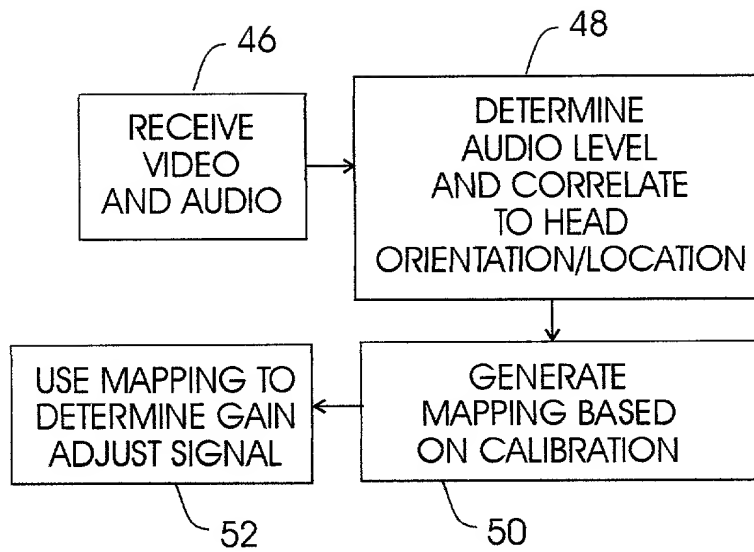 46
RECEIVE
VIDEO
AND AUDIO
48
DETERMINE
AUDIO LEVEL
AND CORRELATE
TO HEAD
ORIENTATION/LOCATION
GENERATE
MAPPING BASED
ON CALIBRATION
50
USE MAPPING TO
DETERMINE GAIN
ADJUST SIGNAL
52